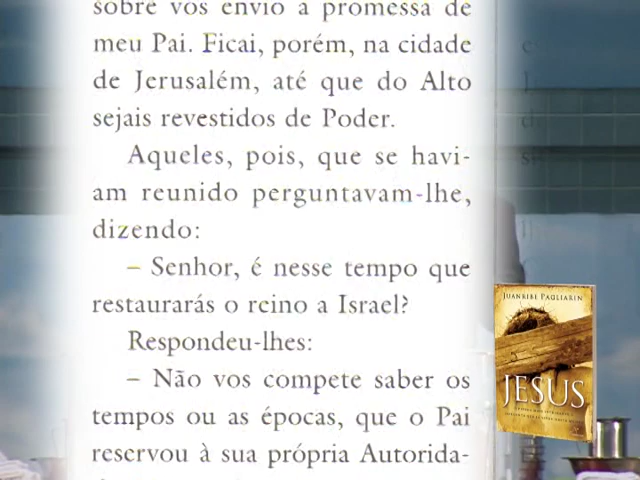 sobre vos envio a promessa de
meu Pai. Ficai, porém, na cidade
de Jerusalém, até que do Alto
sejais revestidos de Poder.
Aqueles, pois, que se havi-
am reunido perguntavam-lhe,
dizendo:
– Senhor, é nesse tempo que
restaurarás o reino a Israel?
Respondeu-lhes:
– Não vos compete saber os
tempos ou as épocas, que o Pai
reservou à sua própria Autorida-
JUANRIBE PAGLIARIN
JESUS